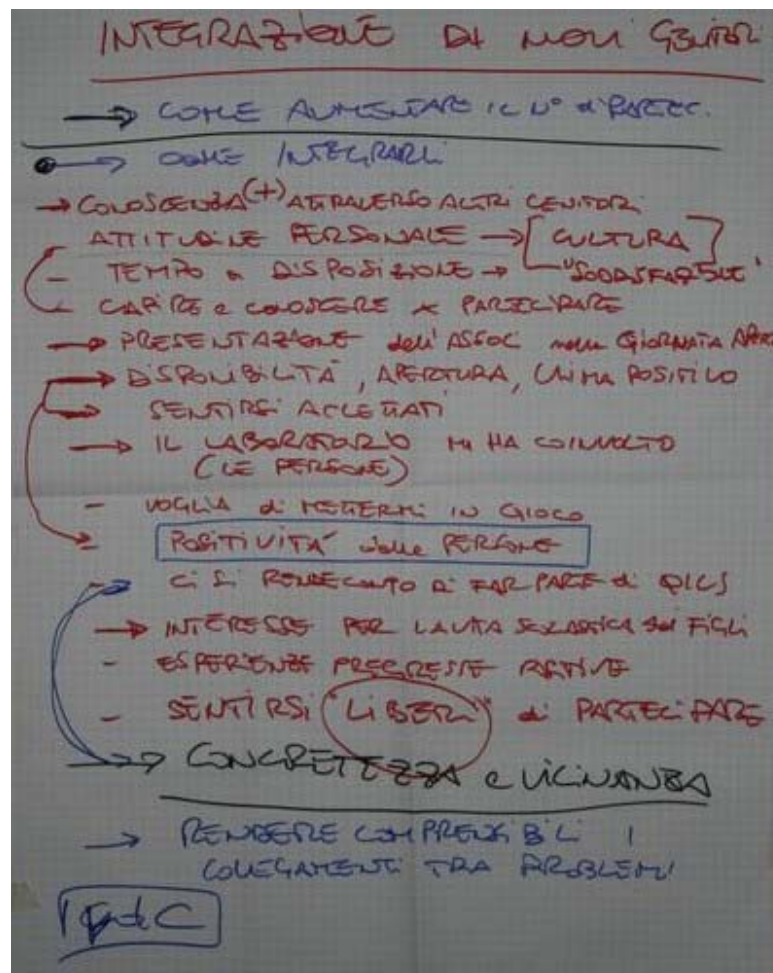 INTEGRAZIONE DI NUOVI GENITORI
→ COME AUMENTARE IL N° di PARTEC.
→ COME INTEGRARLI
→ CONOSCENZA (+) ATTRAVERSO ALTRI GENITORI
- ATTITUDINE PERSONALE → [CULTURA]
- TEMPO a DISPOSIZIONE → "SODDISFAZIONE"
- CAPIRE e CONOSCERE x PARTECIPARE
→ PRESENTAZIONE dell'ASSOC nella GIORNATA APER
→ DISPONIBILITÀ, APERTURA, CLIMA POSITIVO
→ SENTIRSI ACCETTATI
→ IL LABORATORIO MI HA COINVOLTO
(LE PERSONE)
- VOGLIA di METTERMI IN GIOCO
- POSITIVITÀ delle PERSONE
- CI SI RENDE CONTO DI FAR PARTE di QLCS
→ INTERESSE PER LA VITA SCOLASTICA dei FIGLI
- ESPERIENZE PREGRESSE POSITIVE
- SENTIRSI "LIBERI" di PARTECIPARE
→ CONCRETEZZA e VICINANZA
→ RENDERE COMPRENSIBILI I
COLLEGAMENTI TRA PROBLEMI